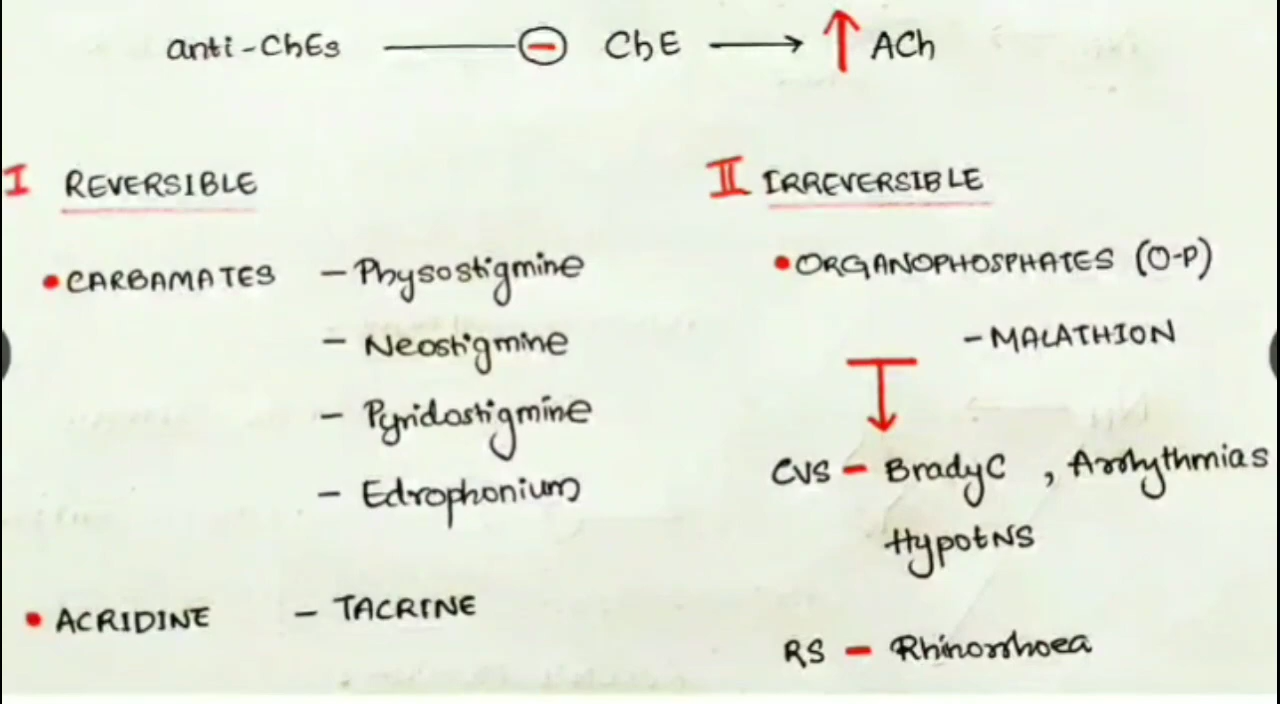 anti-ChEs — ⊖ ChE → ↑ ACh
I REVERSIBLE
• CARBAMATES – Physostigmine
– Neostigmine
– Pyridostigmine
– Edrophonium
• ACRIDINE – TACRINE
II IRREVERSIBLE
• ORGANOPHOSPHATES (O-P)
– MALATHION
CVS – BradyC , Arrhythmias
HypotNS
RS – Rhinorrhoea